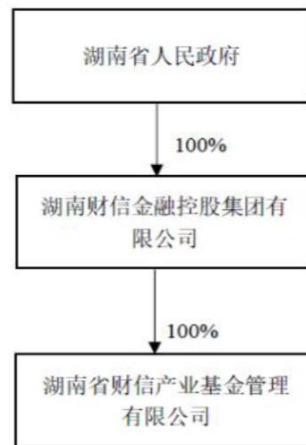 湖南省人民政府
100%
湖南财信金融控股集团有
限公司
100%
湖南省财信产业基金管理
有限公司